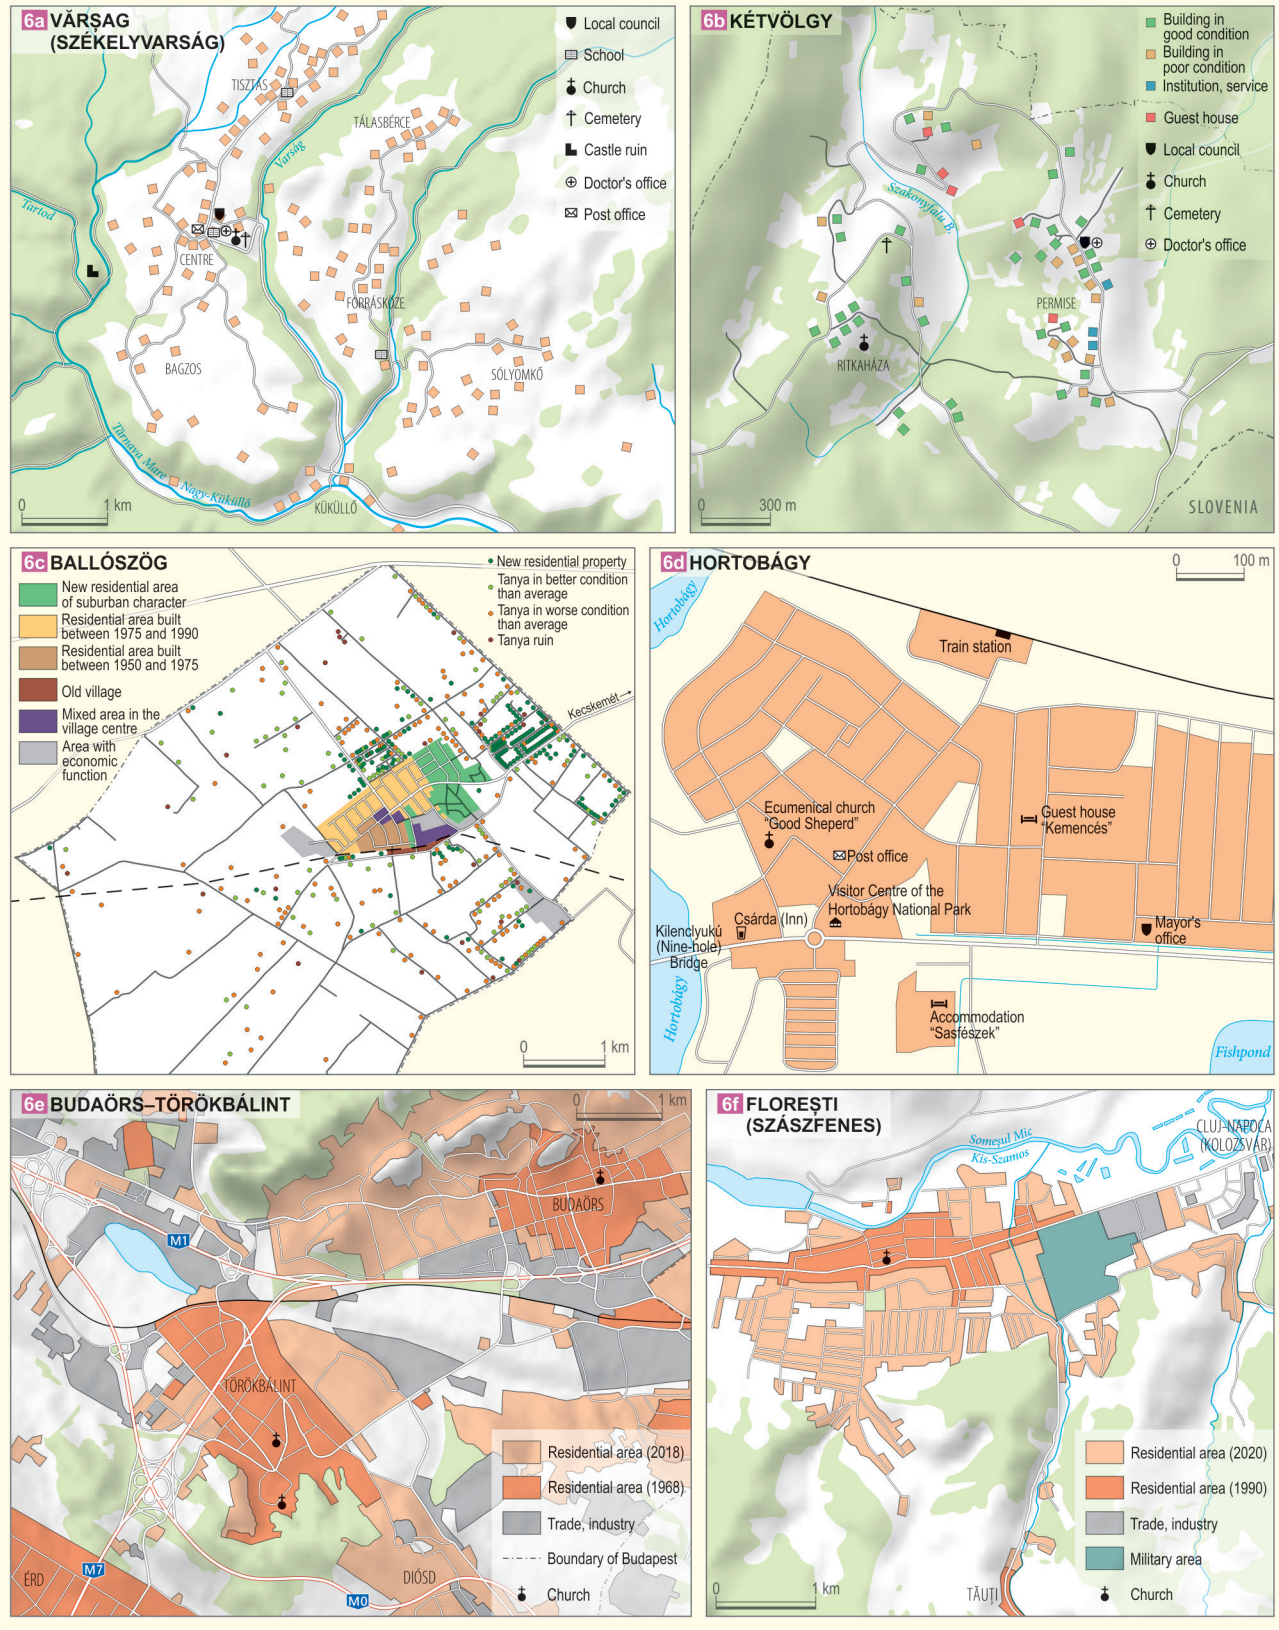 6a VĂRŞAG
(SZÉKELYVARSÁG)
Local council
School
Church
Cemetery
Castle ruin
Doctor's office
Post office
TISZTÁS
TÁLASBÉRCE
Varság
Tartod
CENTRE
FORRÁSKÖZE
BAGZOS
SÓLYOMKŐ
Târnava Mare
Nagy-Küküllő
KÜKÜLLŐ
0 1 km
6b KÉTVÖLGY
Building in
good condition
Building in
poor condition
Institution, service
Guest house
Local council
Church
Cemetery
Doctor's office
Szakonyfalu B.
PERMISE
RITKAHÁZA
0 300 m
SLOVENIA
6c BALLÓSZÖG
New residential area
of suburban character
Residential area built
between 1975 and 1990
Residential area built
between 1950 and 1975
Old village
Mixed area in the
village centre
Area with
economic
function
New residential property
Tanya in better condition
than average
Tanya in worse condition
than average
Tanya ruin
Kecskemét
0 1 km
6d HORTOBÁGY
0 100 m
Hortobágy
Train station
Ecumenical church
"Good Sheperd"
Guest house
"Kemencés"
Post office
Visitor Centre of the
Hortobágy National Park
Csárda (Inn)
Kilenclyukú
(Nine-hole)
Bridge
Mayor's
office
Hortobágy
Accommodation
"Sasfészek"
Fishpond
6e BUDAÖRS–TÖRÖKBÁLINT
0 1 km
BUDAÖRS
M1
TÖRÖKBÁLINT
M7
ÉRD
M0
DIÓSD
Residential area (2018)
Residential area (1968)
Trade, industry
Boundary of Budapest
Church
6f FLOREŞTI
(SZÁSZFENES)
Someşul Mic
Kis-Szamos
CLUJ-NAPOCA
(KOLOZSVÁR)
Residential area (2020)
Residential area (1990)
Trade, industry
Military area
Church
0 1 km
TĂUŢI